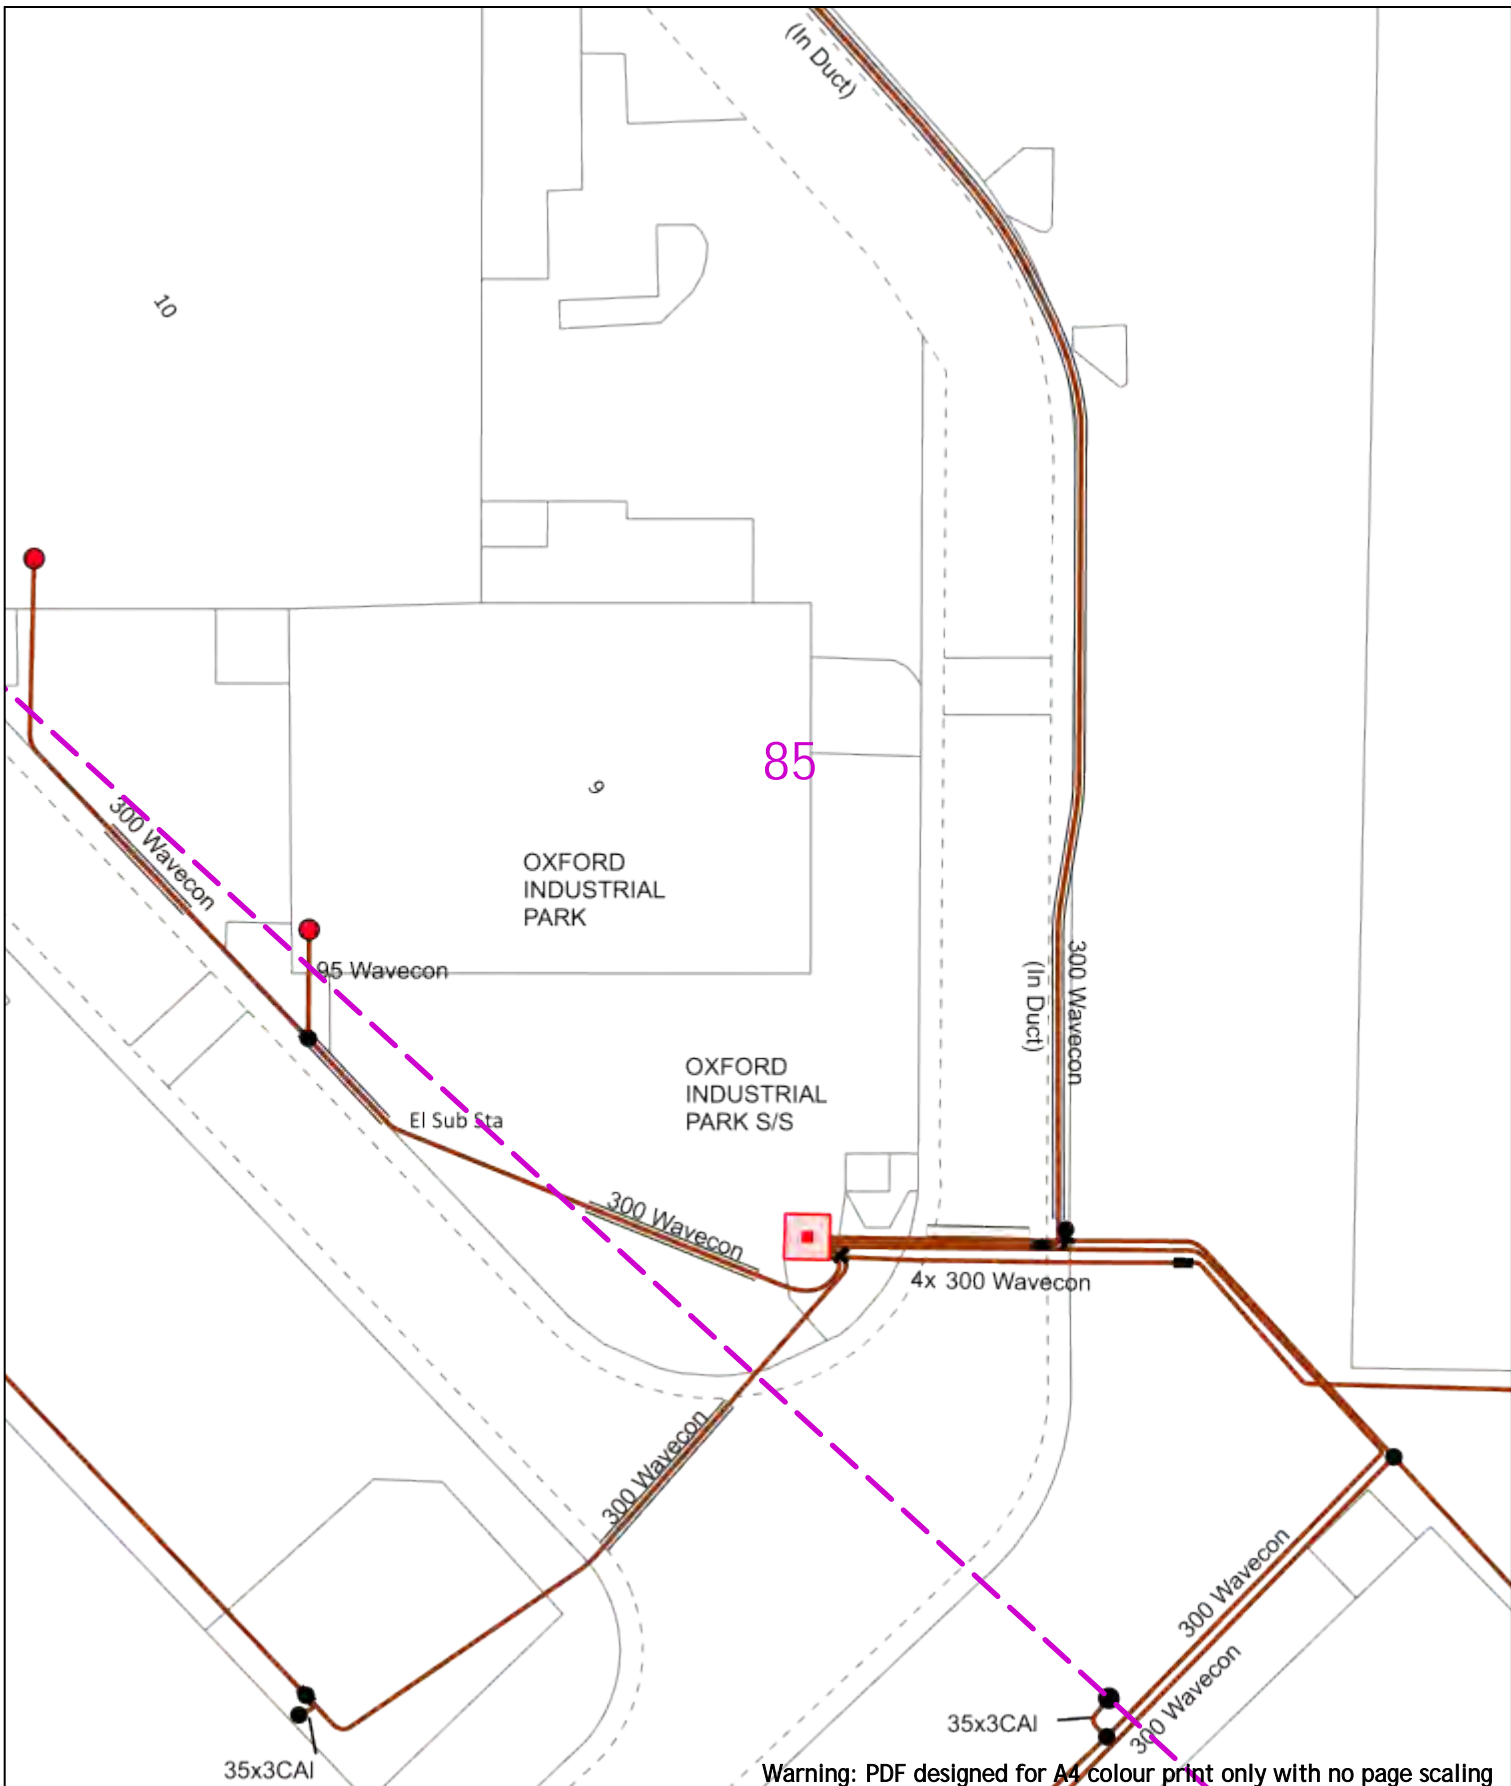 (In Duct)
10
85
300 Wavecon
9
OXFORD
INDUSTRIAL
PARK
95 Wavecon
300 Wavecon
(In Duct)
OXFORD
INDUSTRIAL
PARK S/S
El Sub Sta
300 Wavecon
4x 300 Wavecon
300 Wavecon
300 Wavecon
300 Wavecon
35x3CAI
35x3CAI
Warning: PDF designed for A4 colour print only with no page scaling